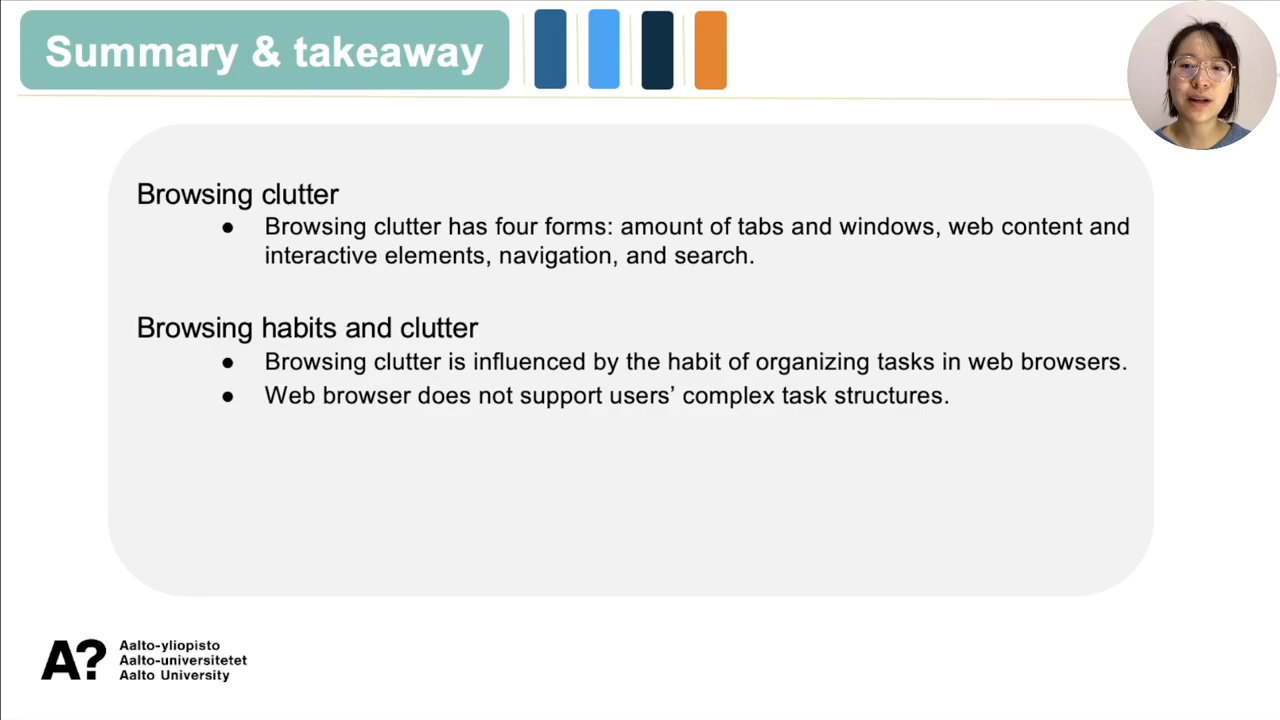 Summary & takeaway
Browsing clutter
● Browsing clutter has four forms: amount of tabs and windows, web content and
interactive elements, navigation, and search.
Browsing habits and clutter
● Browsing clutter is influenced by the habit of organizing tasks in web browsers.
● Web browser does not support users’ complex task structures.
A?
Aalto-yliopisto
Aalto-universitetet
Aalto University